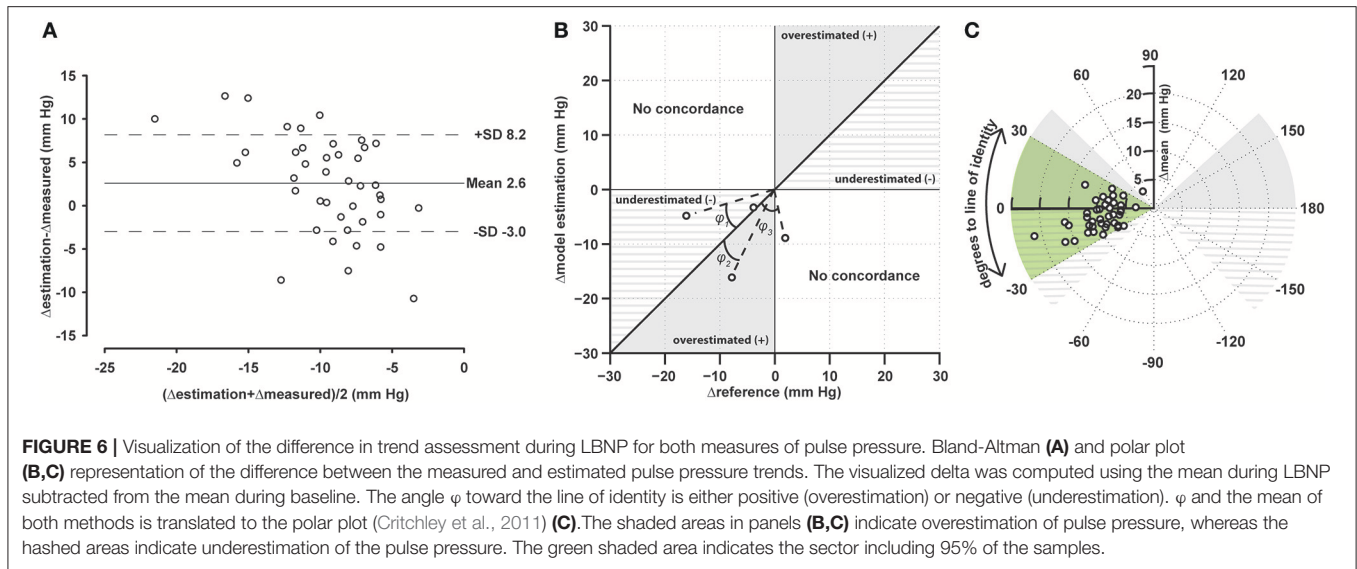 A
Δestimation-Δmeasured (mm Hg)
15
10
5
0
-5
-10
-15
+SD 8.2
Mean 2.6
-SD -3.0
-25
-20
-15
-10
-5
0
(Δestimation+Δmeasured)/2 (mm Hg)
B
Δmodel estimation (mm Hg)
30
20
10
0
−10
−20
−30
overestimated (+)
No concordance
underestimated (-)
underestimated (-)
φ1
φ3
φ2
No concordance
overestimated (+)
−30
−20
−10
0
10
20
30
Δreference (mm Hg)
C
90
60
120
20
15
10
5
Δmean (mm Hg)
30
150
degrees to line of identity
0
180
-30
-150
-60
-120
-90
FIGURE 6 | Visualization of the difference in trend assessment during LBNP for both measures of pulse pressure. Bland-Altman (A) and polar plot
(B,C) representation of the difference between the measured and estimated pulse pressure trends. The visualized delta was computed using the mean during LBNP
subtracted from the mean during baseline. The angle φ toward the line of identity is either positive (overestimation) or negative (underestimation). φ and the mean of
both methods is translated to the polar plot (Critchley et al., 2011) (C).The shaded areas in panels (B,C) indicate overestimation of pulse pressure, whereas the
hashed areas indicate underestimation of the pulse pressure. The green shaded area indicates the sector including 95% of the samples.